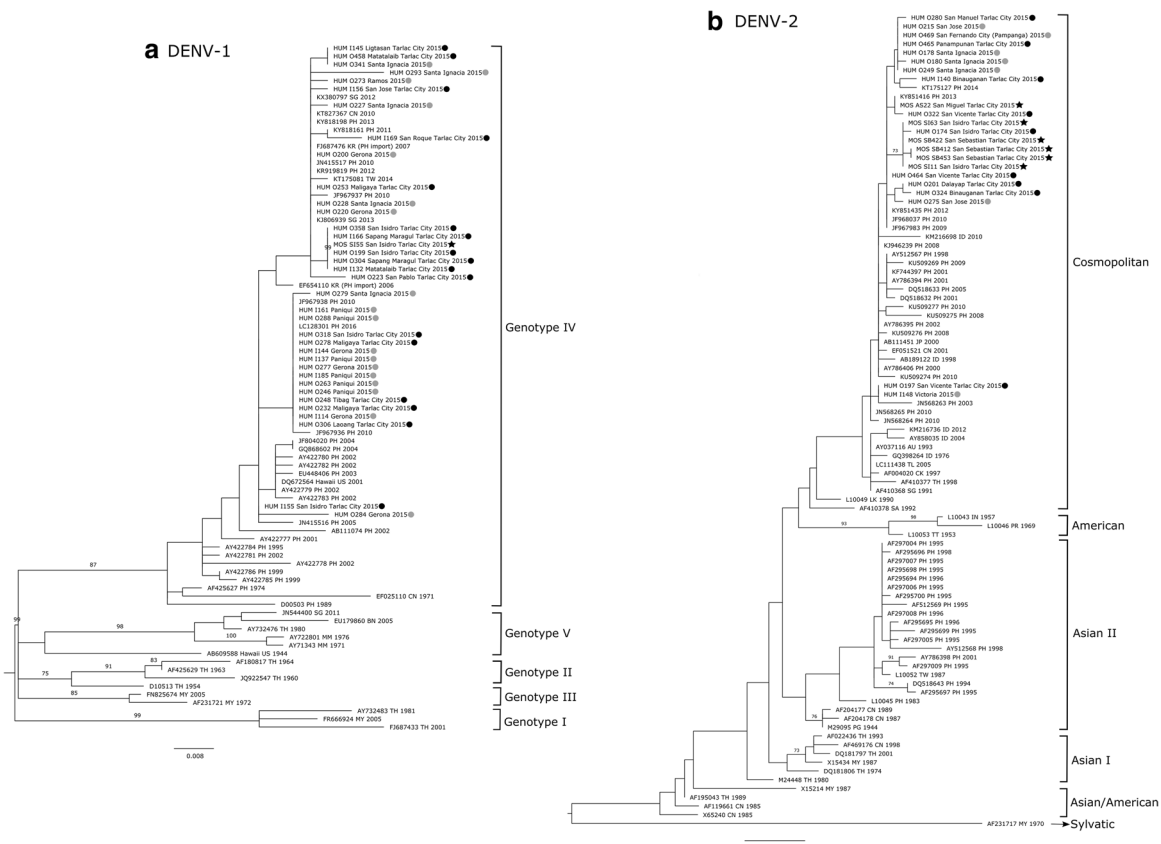 a DENV-1
HUM I145 Ligtasan Tarlac City 2015
HUM O458 Matatalaib Tarlac City 2015
HUM O341 Santa Ignacia 2015
HUM O293 Santa Ignacia 2015
HUM O273 Ramos 2015
HUM I156 San Jose Tarlac City 2015
KX380797 SG 2012
HUM O227 Santa Ignacia 2015
KT827367 CN 2010
KY818198 PH 2013
KY818161 PH 2011
HUM I169 San Roque Tarlac City 2015
FJ687476 KR (PH import) 2007
HUM O200 Gerona 2015
JN415517 PH 2010
KR919819 PH 2012
KT175081 TW 2014
HUM O253 Maligaya Tarlac City 2015
JF967937 PH 2010
HUM O228 Santa Ignacia 2015
HUM O220 Gerona 2015
KJ806939 SG 2013
HUM O358 San Isidro Tarlac City 2015
HUM I166 Sapang Maragul Tarlac City 2015
MOS SI55 San Isidro Tarlac City 2015
99
HUM O199 San Isidro Tarlac City 2015
HUM O304 Sapang Maragul Tarlac City 2015
HUM I132 Matatalaib Tarlac City 2015
HUM O223 San Pablo Tarlac City 2015
EF654110 KR (PH import) 2006
HUM O279 Santa Ignacia 2015
JF967938 PH 2010
HUM I161 Paniqui 2015
HUM O288 Paniqui 2015
LC128301 PH 2016
HUM O318 San Isidro Tarlac City 2015
Genotype IV
HUM O278 Maligaya Tarlac City 2015
HUM I144 Gerona 2015
HUM I137 Paniqui 2015
HUM O277 Gerona 2015
HUM I185 Paniqui 2015
HUM O263 Paniqui 2015
HUM O246 Paniqui 2015
HUM O248 Tibag Tarlac City 2015
HUM O232 Maligaya Tarlac City 2015
HUM I114 Gerona 2015
HUM O306 Laoang Tarlac City 2015
JF967936 PH 2010
JF804020 PH 2004
GQ868602 PH 2004
AY422780 PH 2002
AY422782 PH 2002
EU448406 PH 2003
DQ672564 Hawaii US 2001
AY422779 PH 2002
AY422783 PH 2002
HUM I155 San Isidro Tarlac City 2015
HUM O284 Gerona 2015
JN415516 PH 2005
AB111074 PH 2002
AY422777 PH 2001
AY422784 PH 1995
AY422781 PH 2002
AY422778 PH 2002
87
AY422786 PH 1999
AY422785 PH 1999
AF425627 PH 1974
EF025110 CN 1971
D00503 PH 1989
JN544400 SG 2011
99
EU179860 BN 2005
98
AY732476 TH 1980
Genotype V
100
AY722801 MM 1976
AY71343 MM 1971
AB609588 Hawaii US 1944
83
AF180817 TH 1964
91
AF425629 TH 1963
Genotype II
75
JQ922547 TH 1960
D10513 TH 1954
85
FN825674 MY 2005
Genotype III
AF231721 MY 1972
AY732483 TH 1981
99
FR666924 MY 2005
Genotype I
FJ687433 TH 2001
0.008
b DENV-2
HUM O280 San Manuel Tarlac City 2015
HUM O215 San Jose 2015
HUM O469 San Fernando City (Pampanga) 2015
HUM O465 Panampunan Tarlac City 2015
HUM O178 Santa Ignacia 2015
HUM O180 Santa Ignacia 2015
HUM O249 Santa Ignacia 2015
HUM I140 Binauganan Tarlac City 2015
KT175127 PH 2014
KY851416 PH 2013
MOS AS22 San Miguel Tarlac City 2015
HUM O322 San Vicente Tarlac City 2015
MOS SI63 San Isidro Tarlac City 2015
HUM O174 San Isidro Tarlac City 2015
MOS SB422 San Sebastian Tarlac City 2015
73
MOS SB412 San Sebastian Tarlac City 2015
MOS SB453 San Sebastian Tarlac City 2015
MOS SI11 San Isidro Tarlac City 2015
HUM O464 San Vicente Tarlac City 2015
HUM O201 Dalayap Tarlac City 2015
HUM O324 Binauganan Tarlac City 2015
HUM O275 San Jose 2015
KY851435 PH 2012
JF968037 PH 2010
JF967983 PH 2009
KM216698 ID 2010
KJ946239 PH 2008
AY512567 PH 1998
KU509269 PH 2009
Cosmopolitan
KF744397 PH 2001
AY786394 PH 2001
DQ518633 PH 2005
DQ518632 PH 2001
KU509277 PH 2010
KU509275 PH 2008
AY786395 PH 2002
KU509276 PH 2008
AB111451 JP 2000
EF051521 CN 2001
AB189122 ID 1998
AY786406 PH 2000
KU509274 PH 2010
HUM O197 San Vicente Tarlac City 2015
HUM I148 Victoria 2015
JN568263 PH 2003
JN568265 PH 2010
JN568264 PH 2010
KM216736 ID 2012
AY858035 ID 2004
AY037116 AU 1993
GQ398264 ID 1976
LC111438 TL 2005
AF004020 CK 1997
AF410377 TH 1998
AF410368 SG 1991
L10049 LK 1990
AF410378 SA 1992
98
L10043 IN 1957
93
L10046 PR 1969
American
L10053 TT 1953
AF297004 PH 1995
AF295696 PH 1998
AF297007 PH 1995
AF295698 PH 1995
AF295694 PH 1996
AF297006 PH 1995
AF295700 PH 1995
AF512569 PH 1995
AF297008 PH 1996
AF295695 PH 1996
AF295699 PH 1995
AF297005 PH 1995
Asian II
AY512568 PH 1998
91
AY786398 PH 2001
AF297009 PH 1995
L10052 TW 1987
74
DQ518643 PH 1994
AF295697 PH 1995
L10045 PH 1983
AF204177 CN 1989
76
AF204178 CN 1987
M29095 PG 1944
AF022436 TH 1993
AF469176 CN 1998
73
DQ181797 TH 2001
Asian I
X15434 MY 1987
DQ181806 TH 1974
M24448 TH 1980
X15214 MY 1987
AF195043 TH 1989
Asian/American
AF119661 CN 1985
X65240 CN 1985
AF231717 MY 1970
Sylvatic